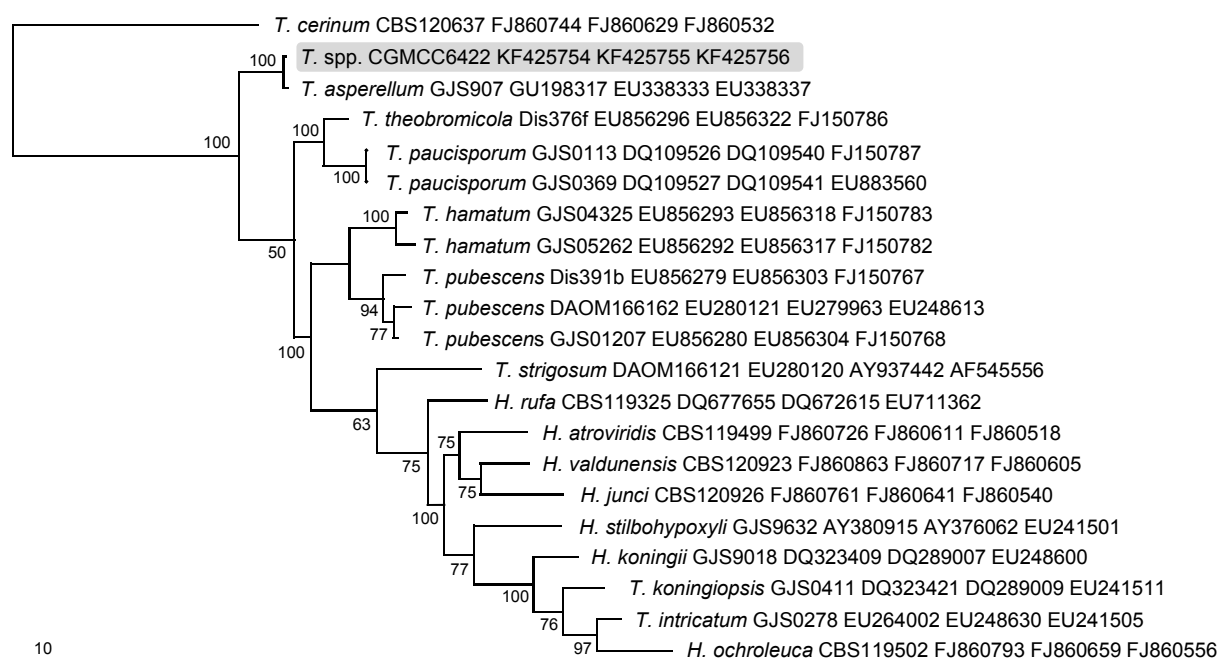 T. cerinum CBS120637 FJ860744 FJ860629 FJ860532
100
T. spp. CGMCC6422 KF425754 KF425755 KF425756
T. asperellum GJS907 GU198317 EU338333 EU338337
T. theobromicola Dis376f EU856296 EU856322 FJ150786
100
100
T. paucisporum GJS0113 DQ109526 DQ109540 FJ150787
100
T. paucisporum GJS0369 DQ109527 DQ109541 EU883560
100
T. hamatum GJS04325 EU856293 EU856318 FJ150783
50
T. hamatum GJS05262 EU856292 EU856317 FJ150782
T. pubescens Dis391b EU856279 EU856303 FJ150767
94
T. pubescens DAOM166162 EU280121 EU279963 EU248613
77
T. pubescens GJS01207 EU856280 EU856304 FJ150768
100
T. strigosum DAOM166121 EU280120 AY937442 AF545556
H. rufa CBS119325 DQ677655 DQ672615 EU711362
63
H. atroviridis CBS119499 FJ860726 FJ860611 FJ860518
75
75
H. valdunensis CBS120923 FJ860863 FJ860717 FJ860605
75
H. junci CBS120926 FJ860761 FJ860641 FJ860540
100
H. stilbohypoxyli GJS9632 AY380915 AY376062 EU241501
H. koningii GJS9018 DQ323409 DQ289007 EU248600
77
T. koningiopsis GJS0411 DQ323421 DQ289009 EU241511
100
T. intricatum GJS0278 EU264002 EU248630 EU241505
76
10
97
H. ochroleuca CBS119502 FJ860793 FJ860659 FJ860556